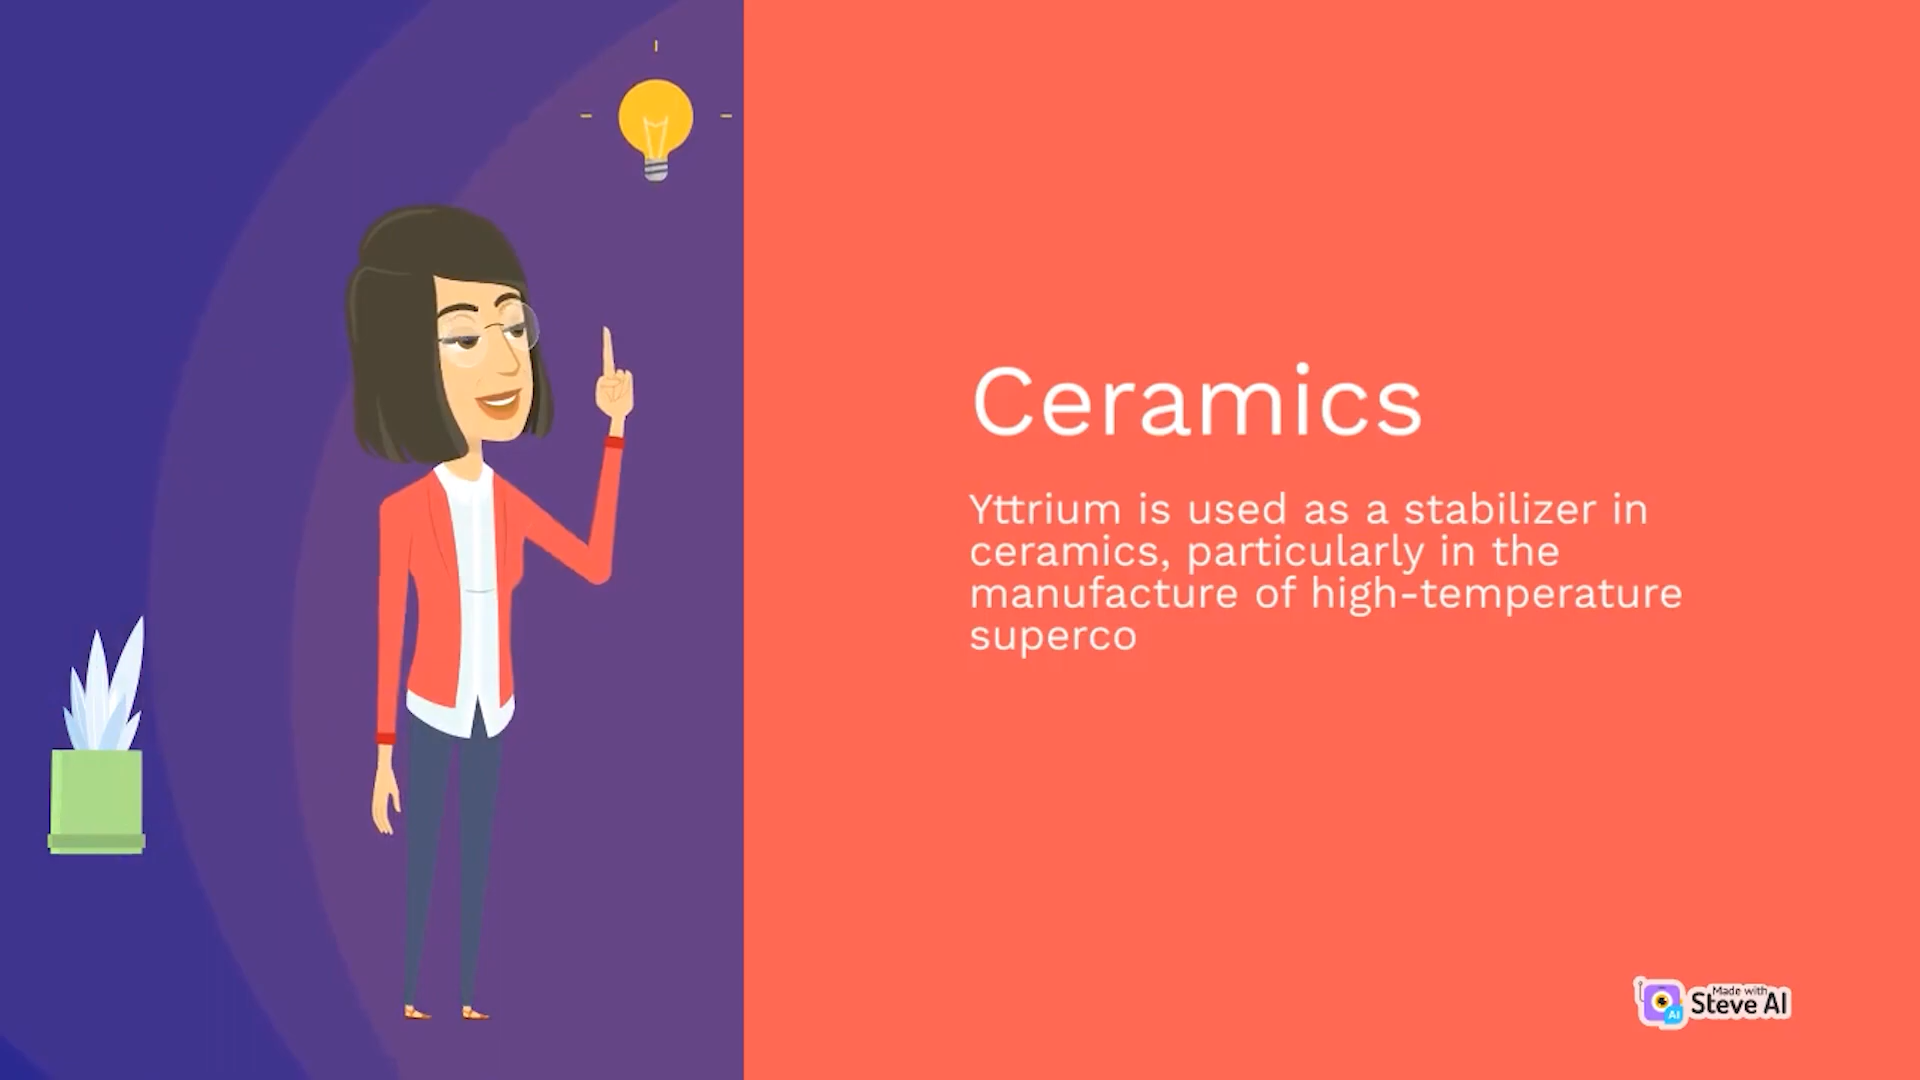 Ceramics
Yttrium is used as a stabilizer in
ceramics, particularly in the
manufacture of high-temperature
superco
Made with
Steve AI
AI